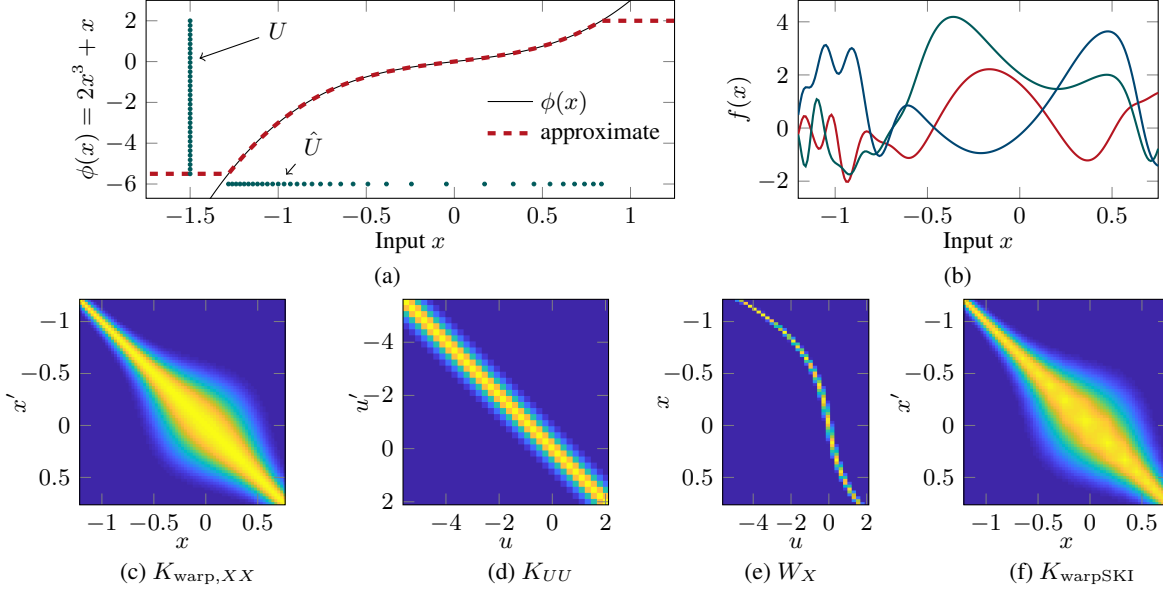 ϕ(x) = 2x³ + x
2
0
−2
−4
−6
U
Û
ϕ(x)
approximate
−1.5
−1
−0.5
0
0.5
1
Input x
(a)
f(x)
4
2
0
−2
−1
−0.5
0
0.5
Input x
(b)
x′
−1
−0.5
0
0.5
−1
−0.5
0
0.5
x
(c) K_warp,XX
u′
−4
−2
0
2
−4
−2
0
2
u
(d) K_UU
x
−1
−0.5
0
0.5
−4
−2
0
2
u
(e) W_X
x′
−1
−0.5
0
0.5
−1
−0.5
0
0.5
x
(f) K_warpSKI